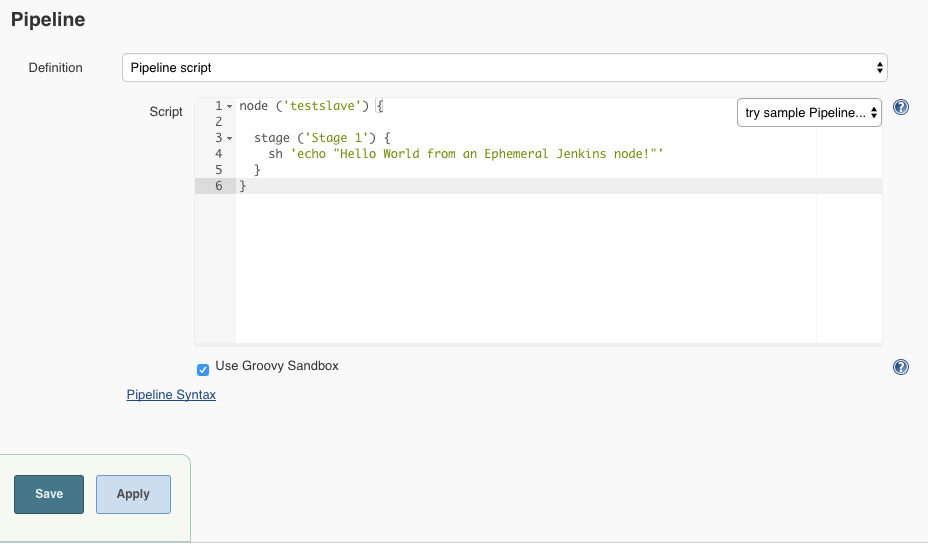 Pipeline
Definition
Pipeline script
Script
try sample Pipeline...
1 node ('testslave') {
2
3 stage ('Stage 1') {
4 sh 'echo "Hello World from an Ephemeral Jenkins node!"'
5 }
6 }
Use Groovy Sandbox
Pipeline Syntax
Save
Apply